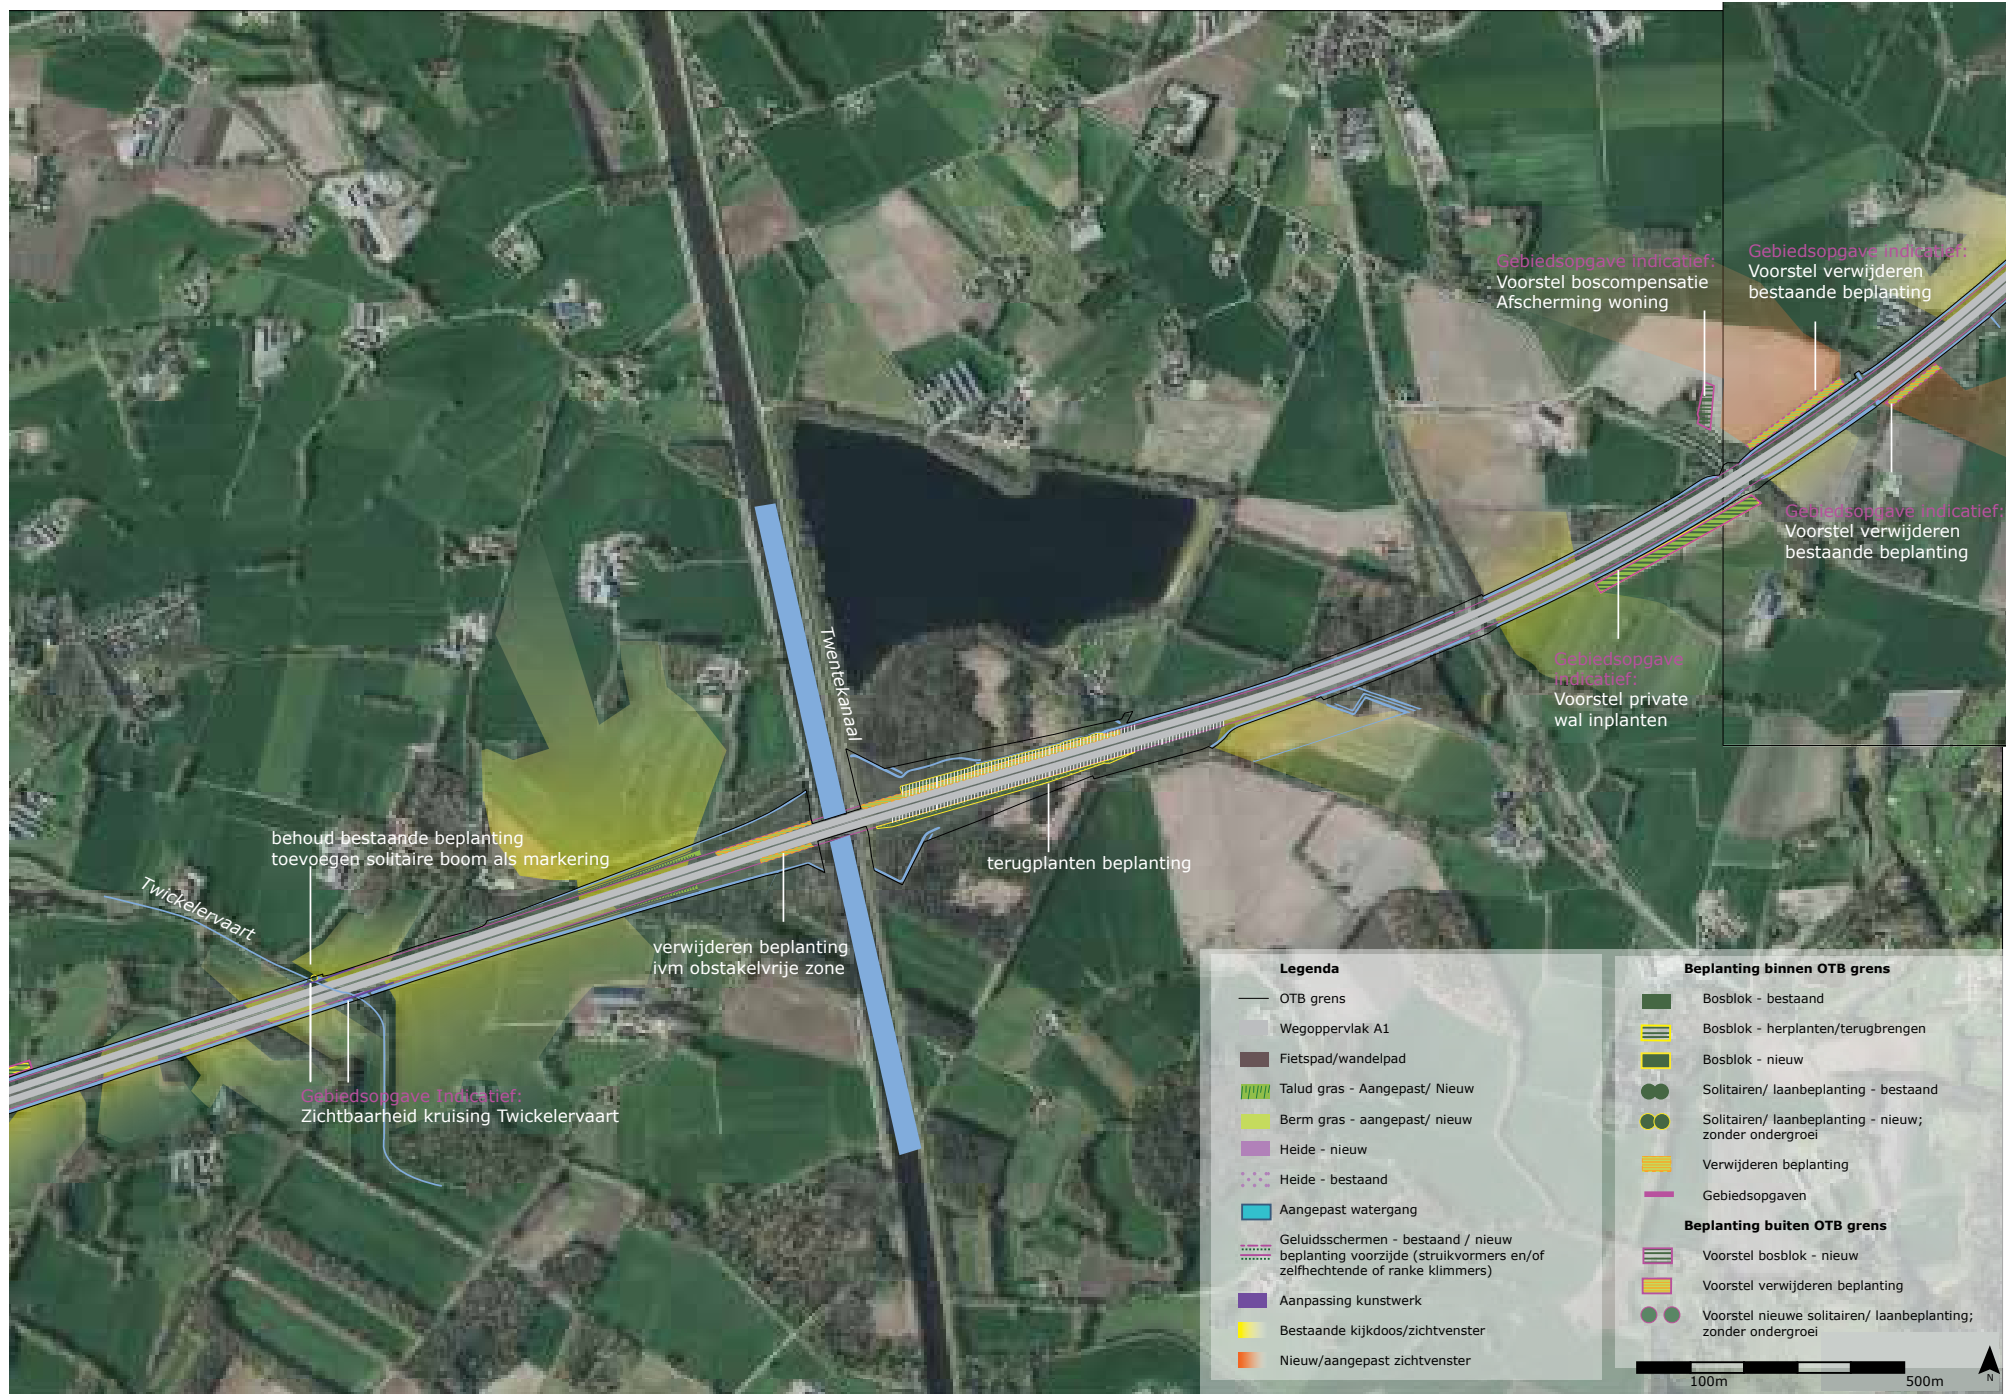 Gebiedsopgave indicatief:
Voorstel boscompensatie
Afscherming woning
Gebiedsopgave indicatief:
Voorstel verwijderen
bestaande beplanting
Gebiedsopgave indicatief:
Voorstel verwijderen
bestaande beplanting
Gebiedsopgave
indicatief:
Voorstel private
wal inplanten
Twentekanaal
behoud bestaande beplanting
toevoegen solitaire boom als markering
Twickelervaart
terugplanten beplanting
verwijderen beplanting
ivm obstakelvrije zone
Gebiedsopgave Indicatief:
Zichtbaarheid kruising Twickelervaart
Legenda
OTB grens
Wegoppervlak A1
Fietspad/wandelpad
Talud gras - Aangepast/ Nieuw
Berm gras - aangepast/ nieuw
Heide - nieuw
Heide - bestaand
Aangepast watergang
Geluidsschermen - bestaand / nieuw
beplanting voorzijde (struikvormers en/of
zelfhechtende of ranke klimmers)
Aanpassing kunstwerk
Bestaande kijkdoos/zichtvenster
Nieuw/aangepast zichtvenster
Beplanting binnen OTB grens
Bosblok - bestaand
Bosblok - herplanten/terugbrengen
Bosblok - nieuw
Solitairen/ laanbeplanting - bestaand
Solitairen/ laanbeplanting - nieuw;
zonder ondergroei
Verwijderen beplanting
Gebiedsopgaven
Beplanting buiten OTB grens
Voorstel bosblok - nieuw
Voorstel verwijderen beplanting
Voorstel nieuwe solitairen/ laanbeplanting;
zonder ondergroei
100m
500m
N